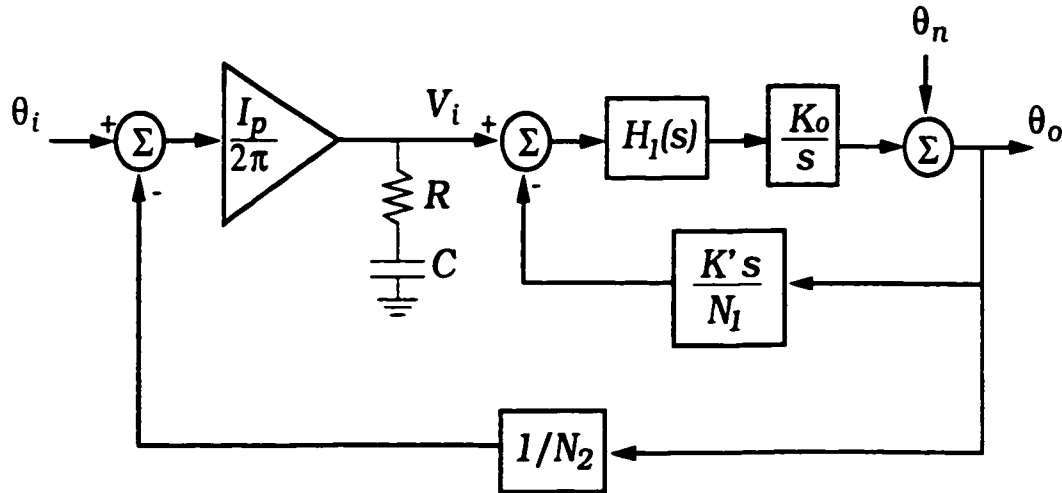 θn
θi
+
Σ
-
Ip
2π
Vi
+
Σ
-
H1(s)
Ko
s
Σ
θo
R
C
K's
N1
1/N2